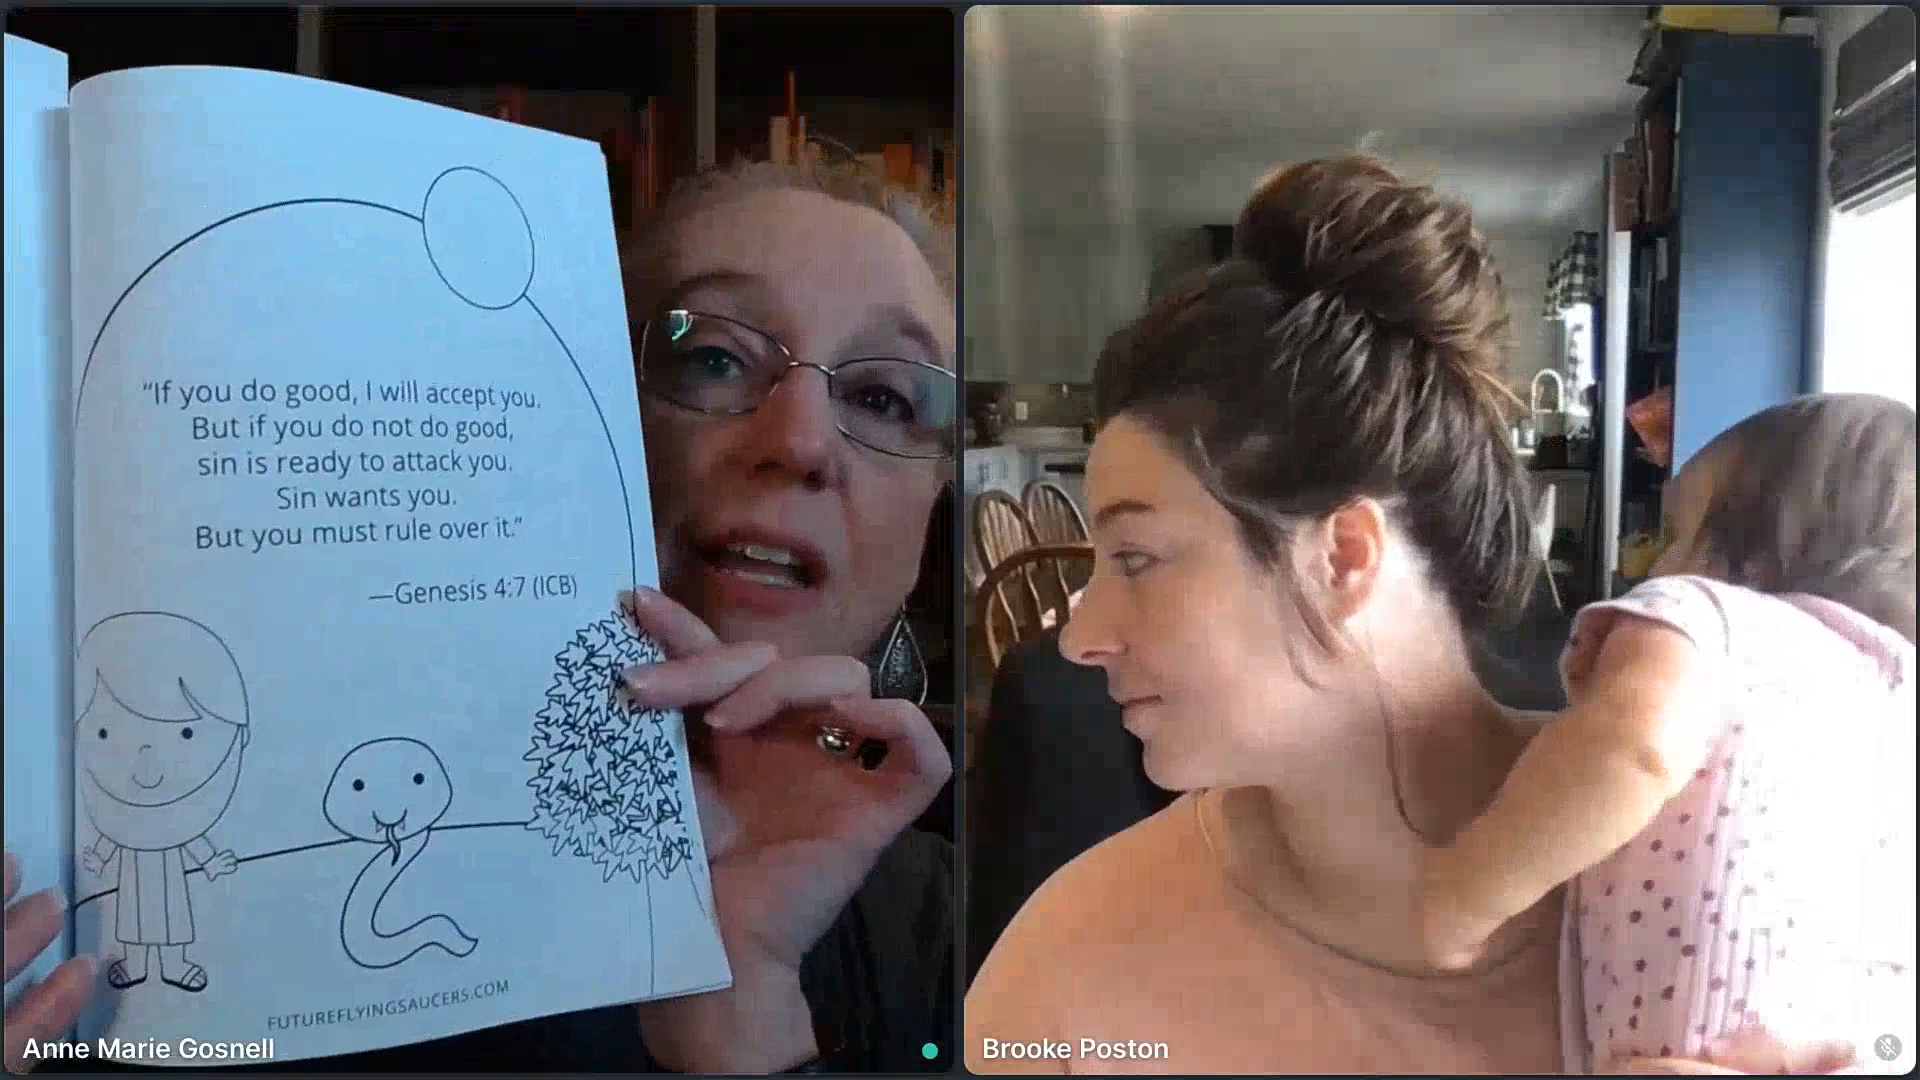 “If you do good, I will accept you.
But if you do not do good,
sin is ready to attack you.
Sin wants you.
But you must rule over it.”
—Genesis 4:7 (ICB)
FUTUREFLYINGSAUCERS.COM
Anne Marie Gosnell
Brooke Poston